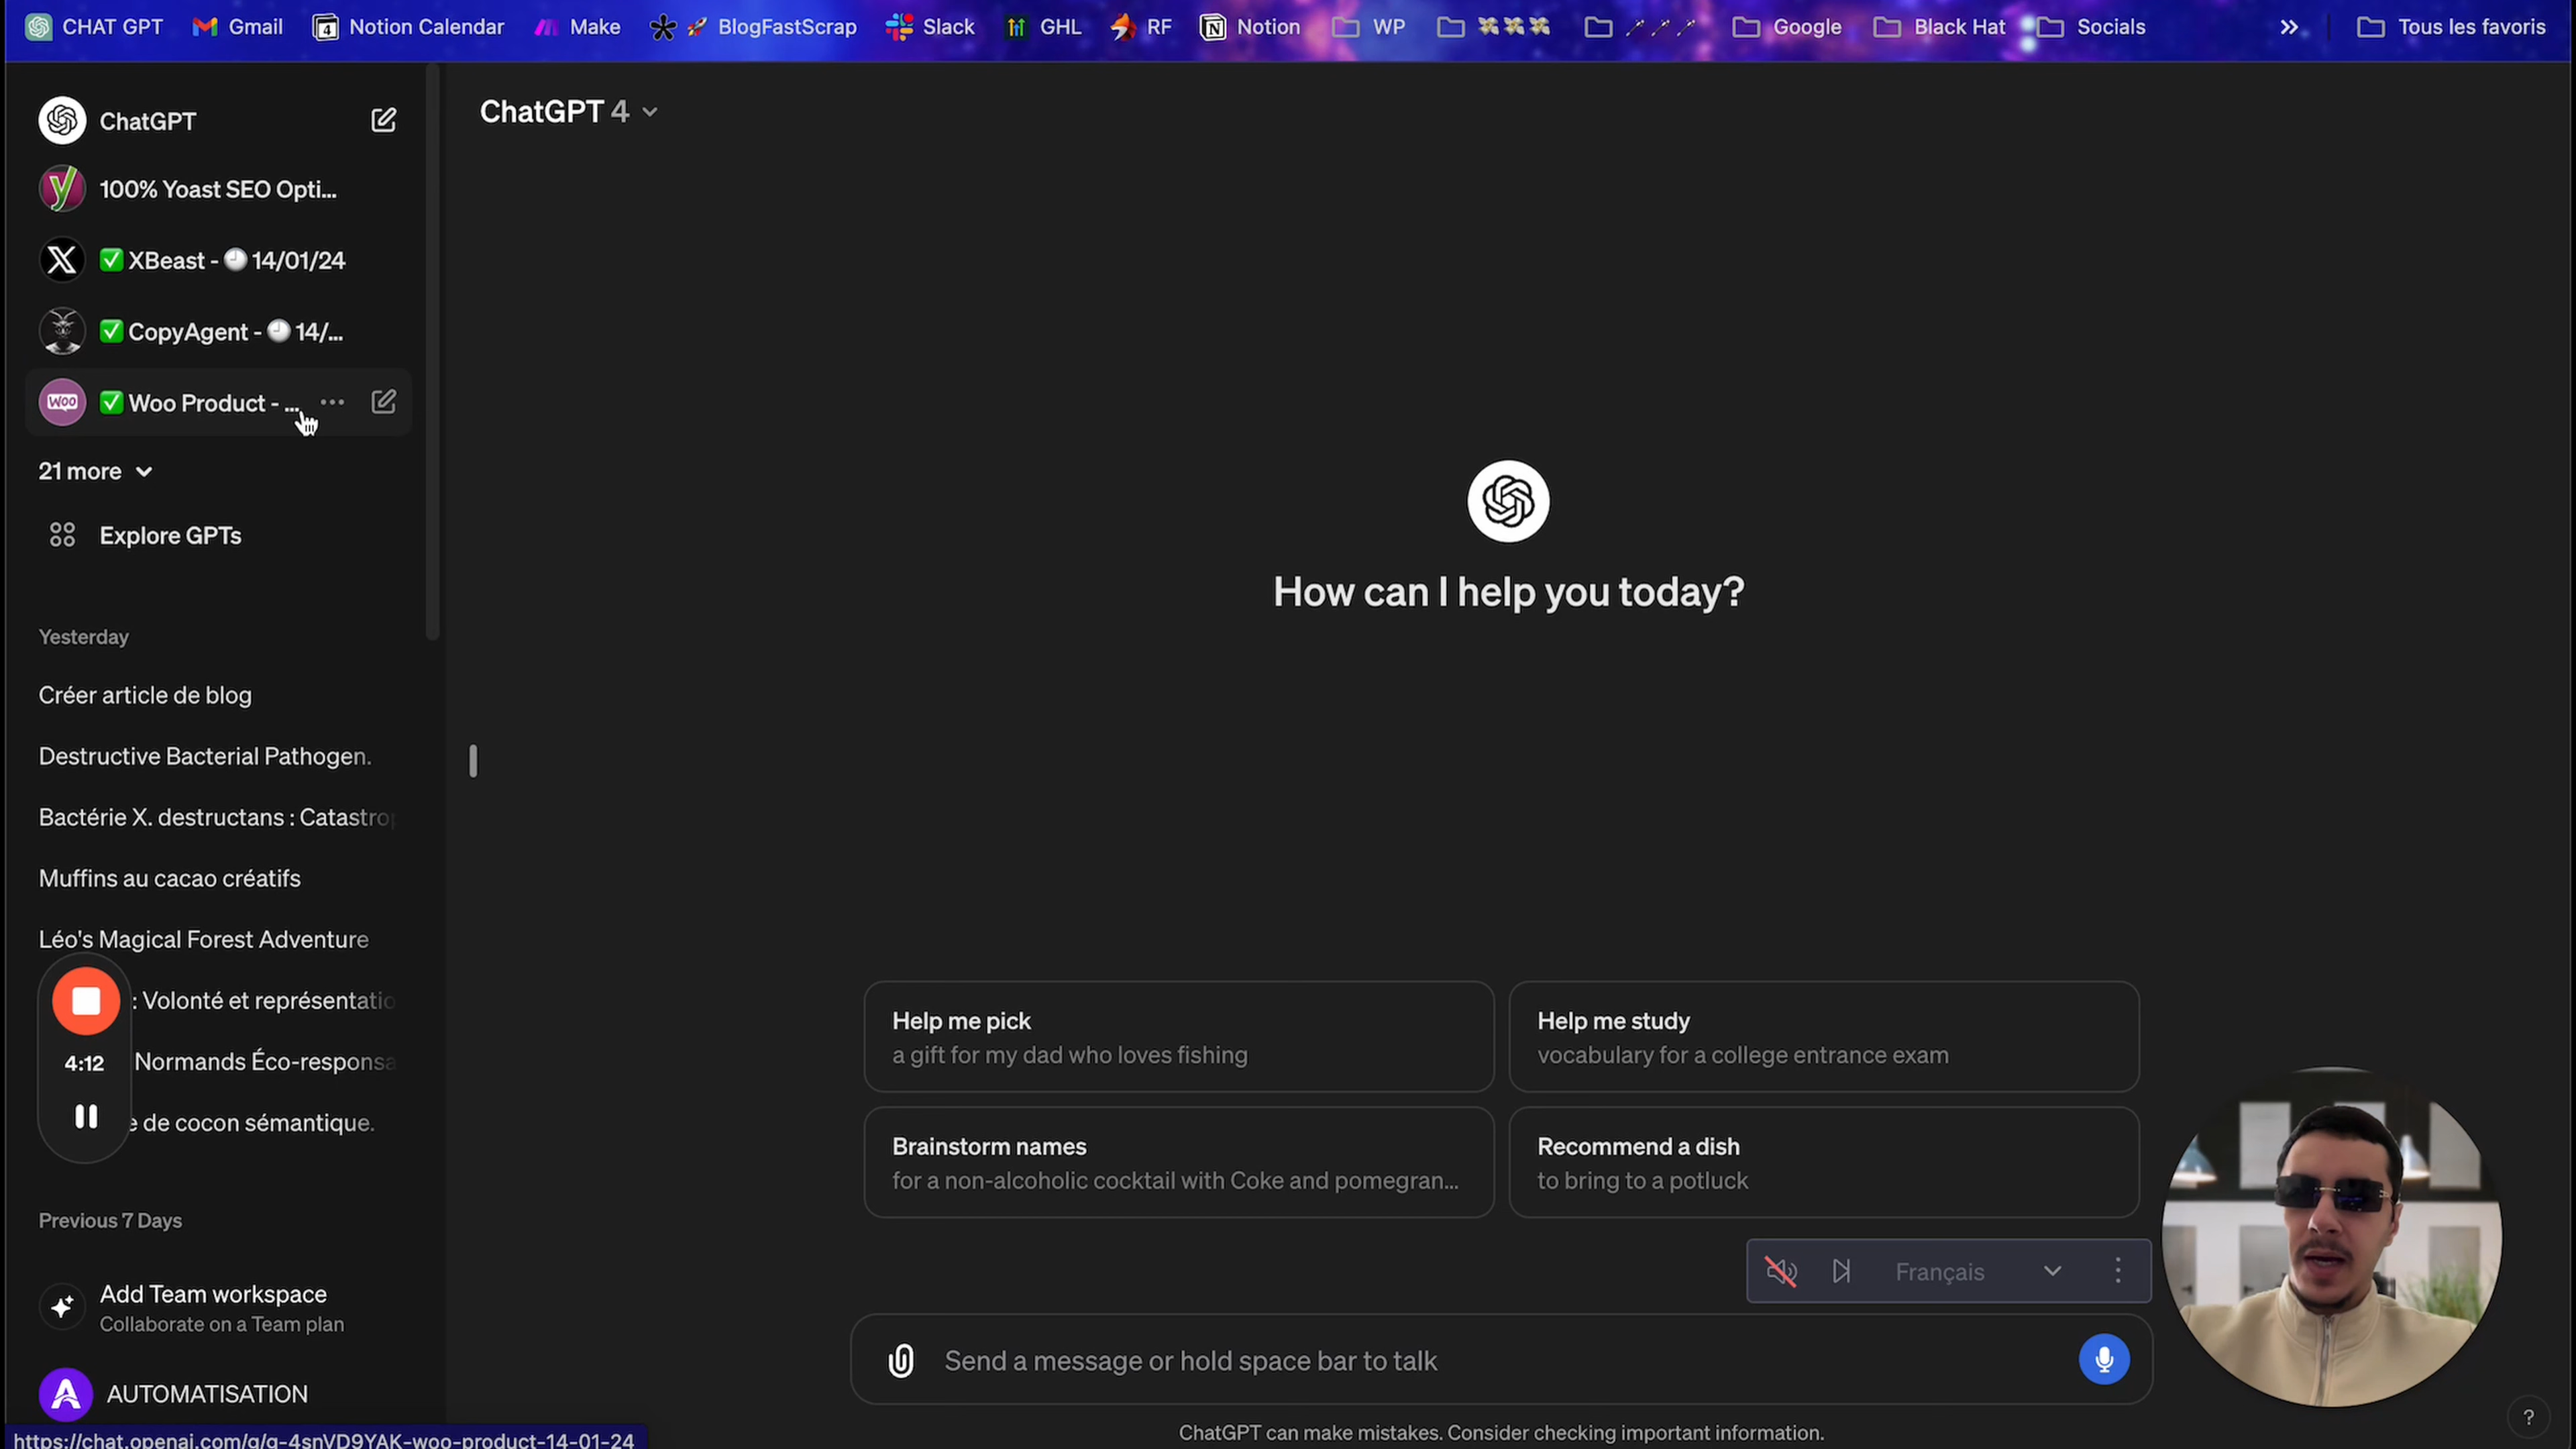 CHAT GPT Gmail 4 Notion Calendar Make 🚀 BlogFastScrap Slack GHL RF Notion WP 💸💸💸 Google Black Hat Socials » Tous les favoris
ChatGPT
100% Yoast SEO Opti...
✅ XBeast - 🕘 14/01/24
✅ CopyAgent - 🕘 14/...
Woo ✅ Woo Product - ... ...
21 more
Explore GPTs
Yesterday
Créer article de blog
Destructive Bacterial Pathogen.
Bactérie X. destructans : Catastro
Muffins au cacao créatifs
Léo's Magical Forest Adventure
: Volonté et représentatio
4:12
Normands Éco-responsa
e de cocon sémantique.
Previous 7 Days
Add Team workspace
Collaborate on a Team plan
A AUTOMATISATION
https://chat.openai.com/g/g-4snVD9YAK-woo-product-14-01-24
ChatGPT 4
How can I help you today?
Help me pick
a gift for my dad who loves fishing
Help me study
vocabulary for a college entrance exam
Brainstorm names
for a non-alcoholic cocktail with Coke and pomegran...
Recommend a dish
to bring to a potluck
Français
Send a message or hold space bar to talk
ChatGPT can make mistakes. Consider checking important information.
?